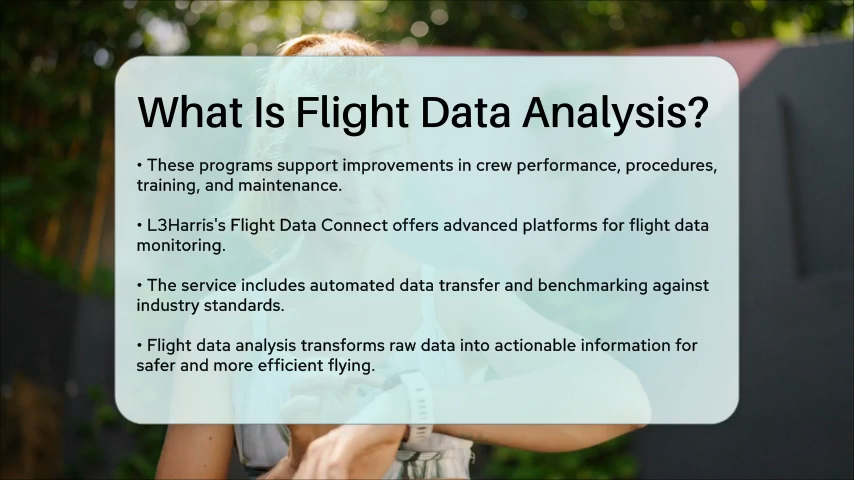 What Is Flight Data Analysis?
• These programs support improvements in crew performance, procedures,
training, and maintenance.
• L3Harris's Flight Data Connect offers advanced platforms for flight data
monitoring.
• The service includes automated data transfer and benchmarking against
industry standards.
• Flight data analysis transforms raw data into actionable information for
safer and more efficient flying.